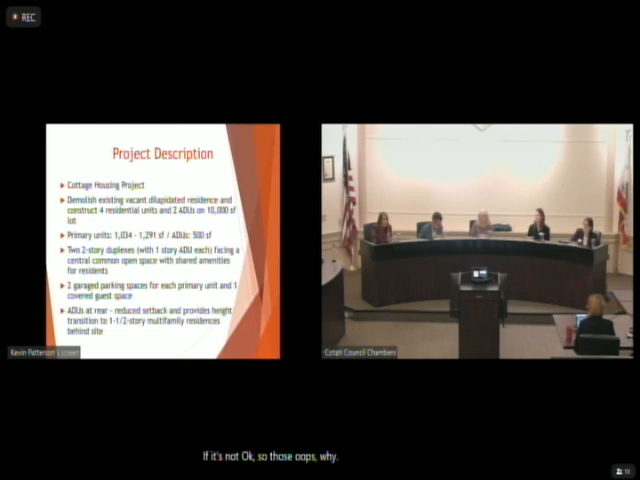 REC
Project Description
Cottage Housing Project
Demolish existing vacant dilapidated residence and
construct 4 residential units and 2 ADUs on 10,000 sf
lot
Primary units: 1,034 - 1,291 sf / ADUs: 500 sf
Two 2-story duplexes (with 1 story ADU each) facing a
central common open space with shared amenities
for residents
2 garaged parking spaces for each primary unit and 1
covered guest space
ADUs at rear - reduced setback and provides height
transition to 1-1/2-story multifamily residences
behind site
Kevin Patterson's screen
Cotati Council Chambers
If it's not Ok, so those oops, why.